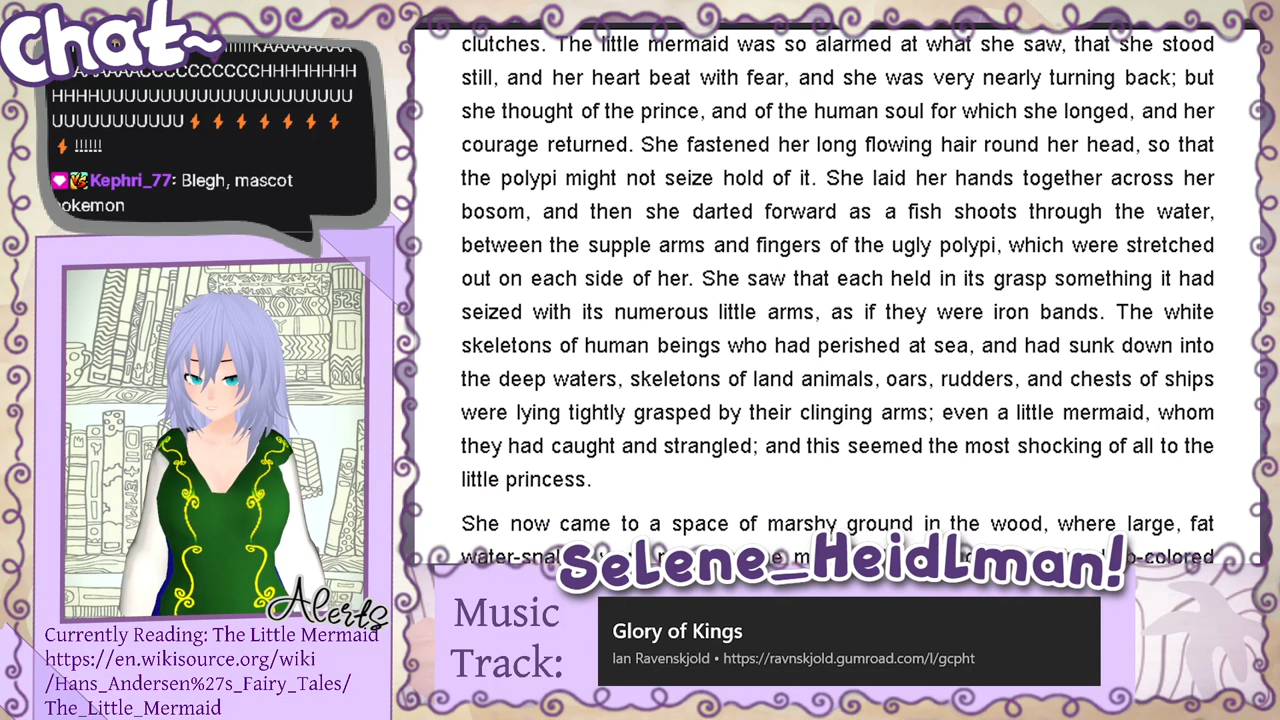 Chat~
HHHHUUUUUUUUUUUUUUUUUUUUUU
UUUUUUUUUUU⚡⚡⚡⚡⚡⚡⚡
⚡!!!!!!
Kephri_77: Blegh, mascot
pokemon
clutches. The little mermaid was so alarmed at what she saw, that she stood
still, and her heart beat with fear, and she was very nearly turning back; but
she thought of the prince, and of the human soul for which she longed, and her
courage returned. She fastened her long flowing hair round her head, so that
the polypi might not seize hold of it. She laid her hands together across her
bosom, and then she darted forward as a fish shoots through the water,
between the supple arms and fingers of the ugly polypi, which were stretched
out on each side of her. She saw that each held in its grasp something it had
seized with its numerous little arms, as if they were iron bands. The white
skeletons of human beings who had perished at sea, and had sunk down into
the deep waters, skeletons of land animals, oars, rudders, and chests of ships
were lying tightly grasped by their clinging arms; even a little mermaid, whom
they had caught and strangled; and this seemed the most shocking of all to the
little princess.
She now came to a space of marshy ground in the wood, where large, fat
Selene_Heidlman!
Alerts
Currently Reading: The Little Mermaid
https://en.wikisource.org/wiki
/Hans_Andersen%27s_Fairy_Tales/
The_Little_Mermaid
Music
Track:
Glory of Kings
Ian Ravenskjold • https://ravnskjold.gumroad.com/l/gcpht